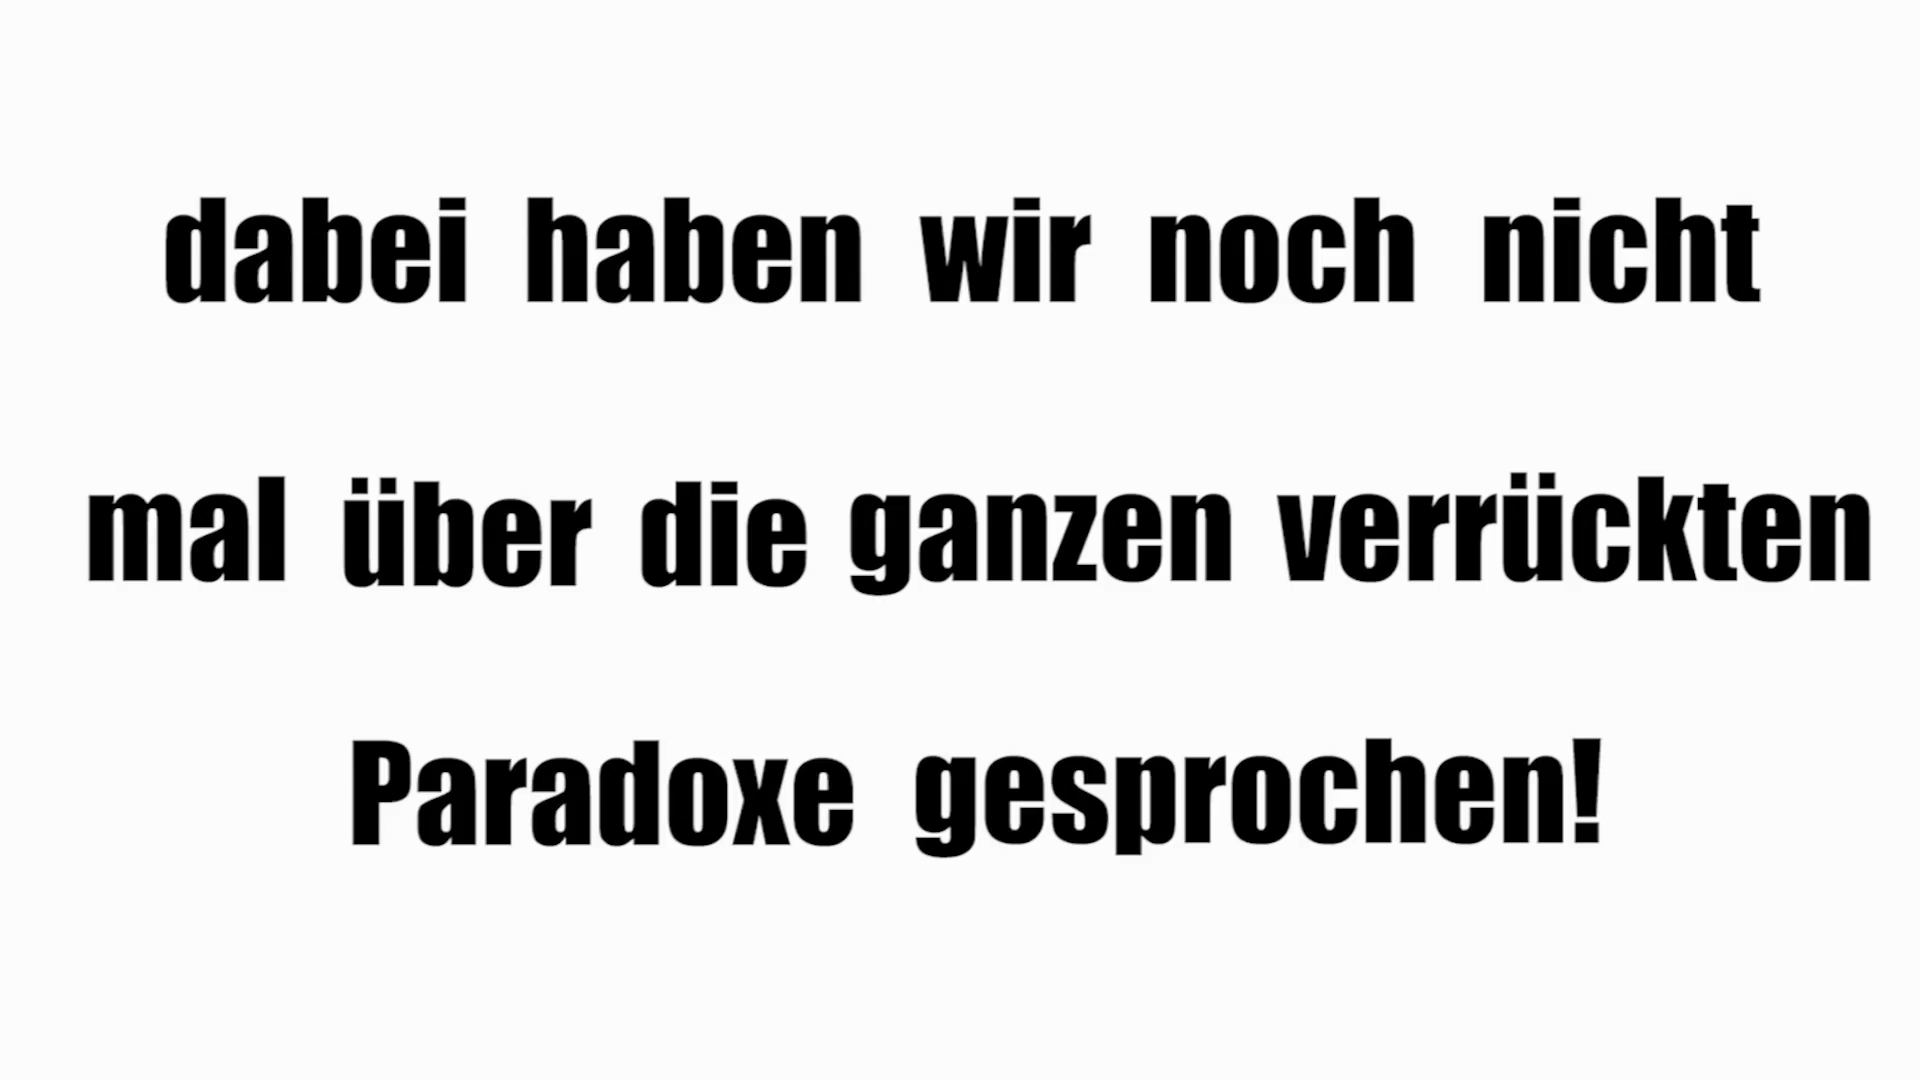 dabei haben wir noch nicht
mal über die ganzen verrückten
Paradoxe gesprochen!